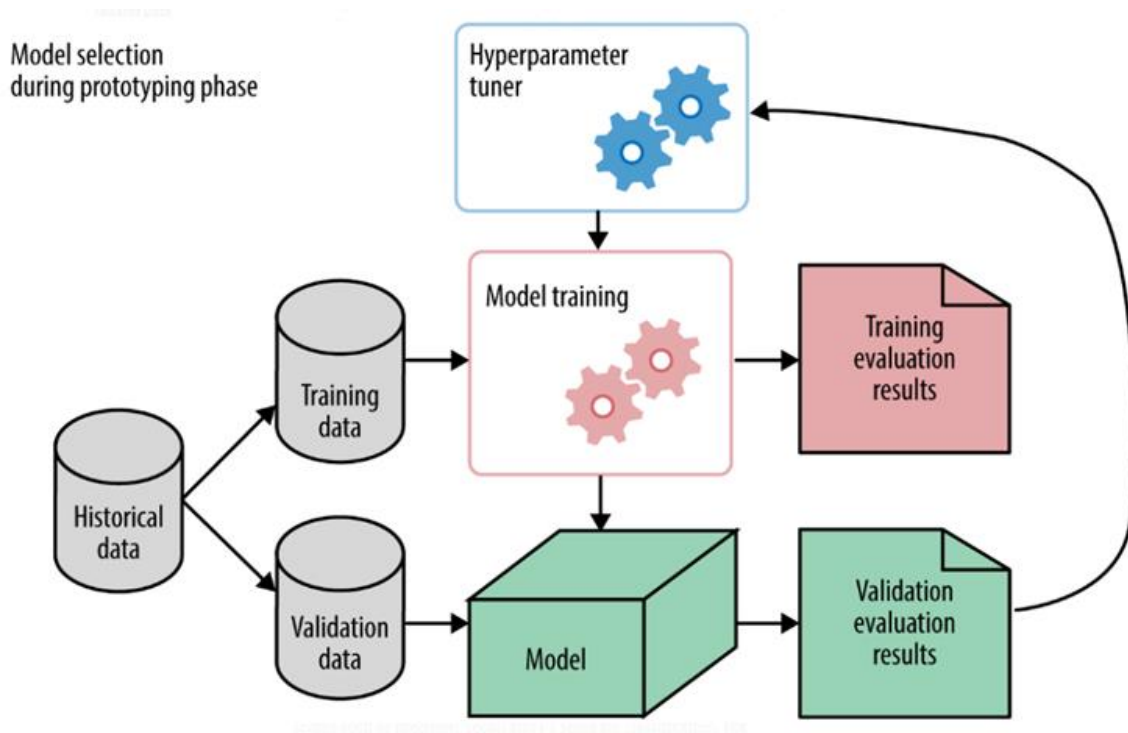 Model selection
during prototyping phase
Hyperparameter
tuner
Model training
Training
evaluation
results
Training
data
Historical
data
Validation
data
Model
Validation
evaluation
results